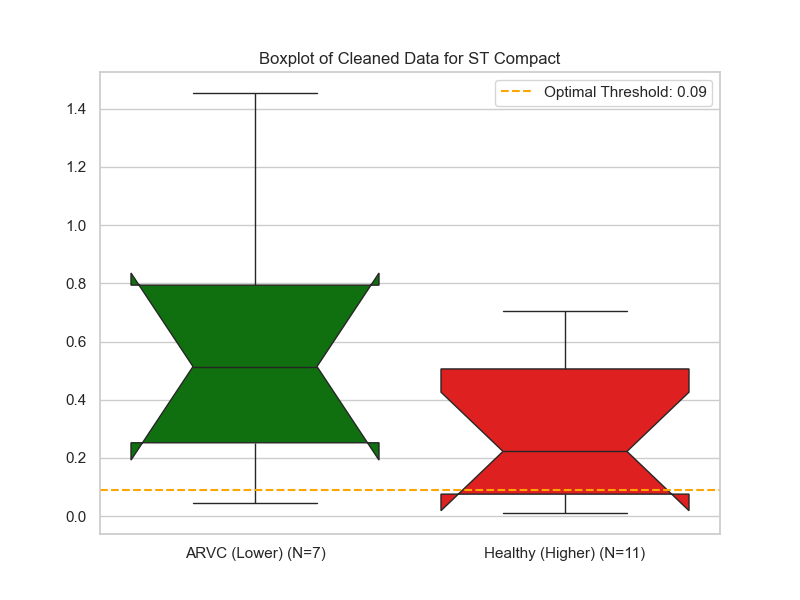 Boxplot of Cleaned Data for ST Compact
Optimal Threshold: 0.09
1.4
1.2
1.0
0.8
0.6
0.4
0.2
0.0
ARVC (Lower) (N=7)
Healthy (Higher) (N=11)